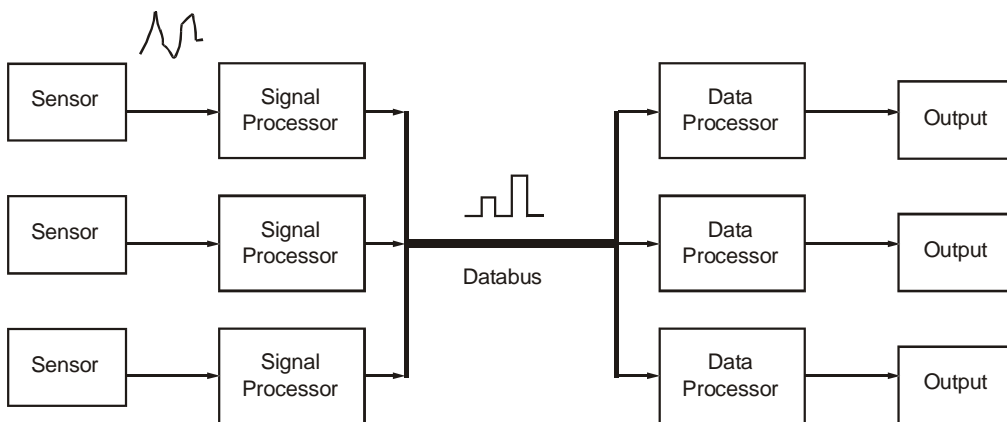 Sensor
Signal
Processor
Data
Processor
Output
Sensor
Signal
Processor
Databus
Data
Processor
Output
Sensor
Signal
Processor
Data
Processor
Output